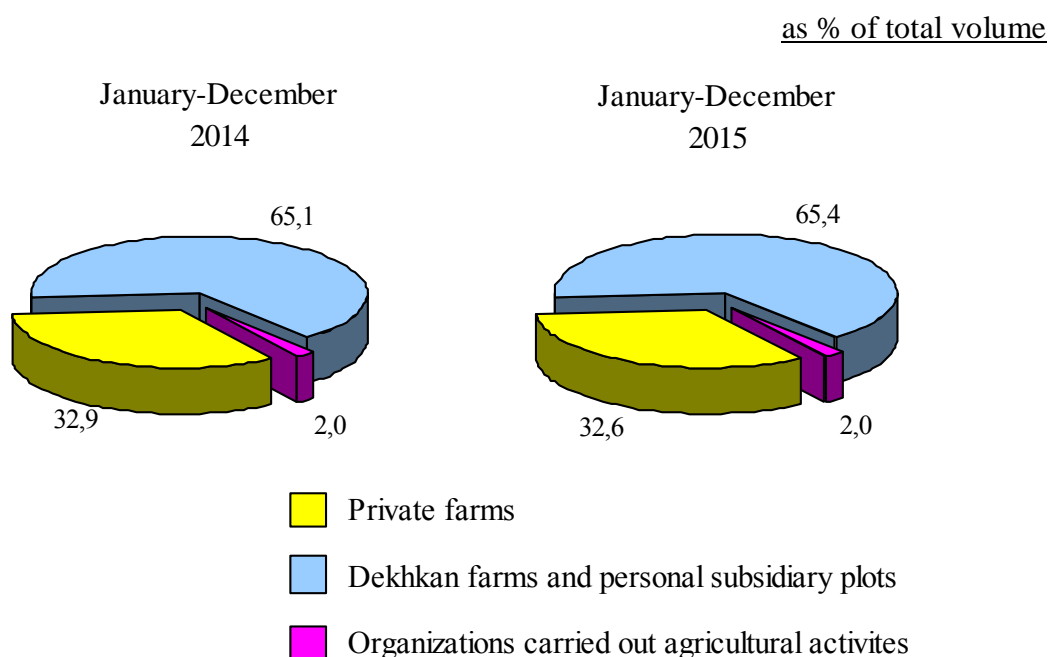 as % of total volume
January-December
2014
January-December
2015
65,1
65,4
32,9
2,0
32,6
2,0
Private farms
Dekhkan farms and personal subsidiary plots
Organizations carried out agricultural activites